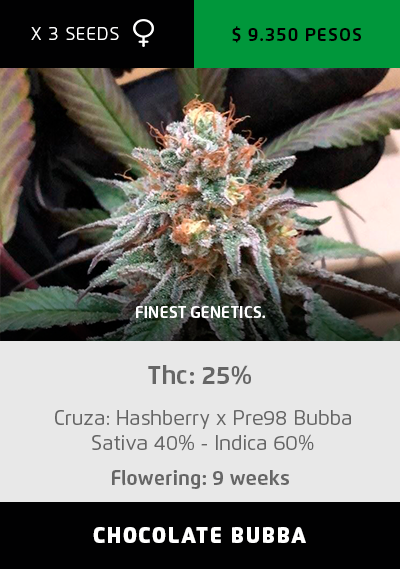 X 3 SEEDS
$ 9.350 PESOS
FINEST GENETICS.
Thc: 25%
Cruza: Hashberry x Pre98 Bubba
Sativa 40% - Indica 60%
Flowering: 9 weeks
CHOCOLATE BUBBA